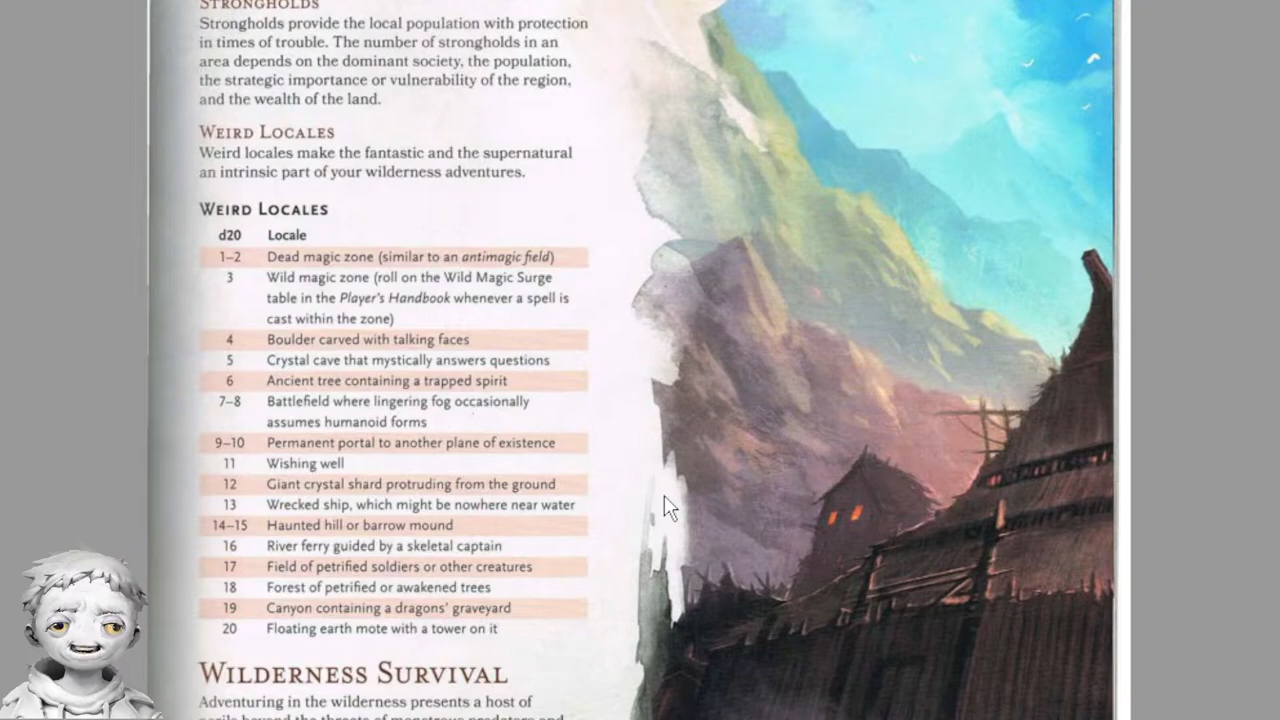 STRONGHOLDS
Strongholds provide the local population with protection
in times of trouble. The number of strongholds in an
area depends on the dominant society, the population,
the strategic importance or vulnerability of the region,
and the wealth of the land.
WEIRD LOCALES
Weird locales make the fantastic and the supernatural
an intrinsic part of your wilderness adventures.
WEIRD LOCALES
d20 Locale
1–2 Dead magic zone (similar to an antimagic field)
3 Wild magic zone (roll on the Wild Magic Surge
table in the Player's Handbook whenever a spell is
cast within the zone)
4 Boulder carved with talking faces
5 Crystal cave that mystically answers questions
6 Ancient tree containing a trapped spirit
7–8 Battlefield where lingering fog occasionally
assumes humanoid forms
9–10 Permanent portal to another plane of existence
11 Wishing well
12 Giant crystal shard protruding from the ground
13 Wrecked ship, which might be nowhere near water
14–15 Haunted hill or barrow mound
16 River ferry guided by a skeletal captain
17 Field of petrified soldiers or other creatures
18 Forest of petrified or awakened trees
19 Canyon containing a dragons' graveyard
20 Floating earth mote with a tower on it
WILDERNESS SURVIVAL
Adventuring in the wilderness presents a host of
perils beyond the threats of monstrous predators and